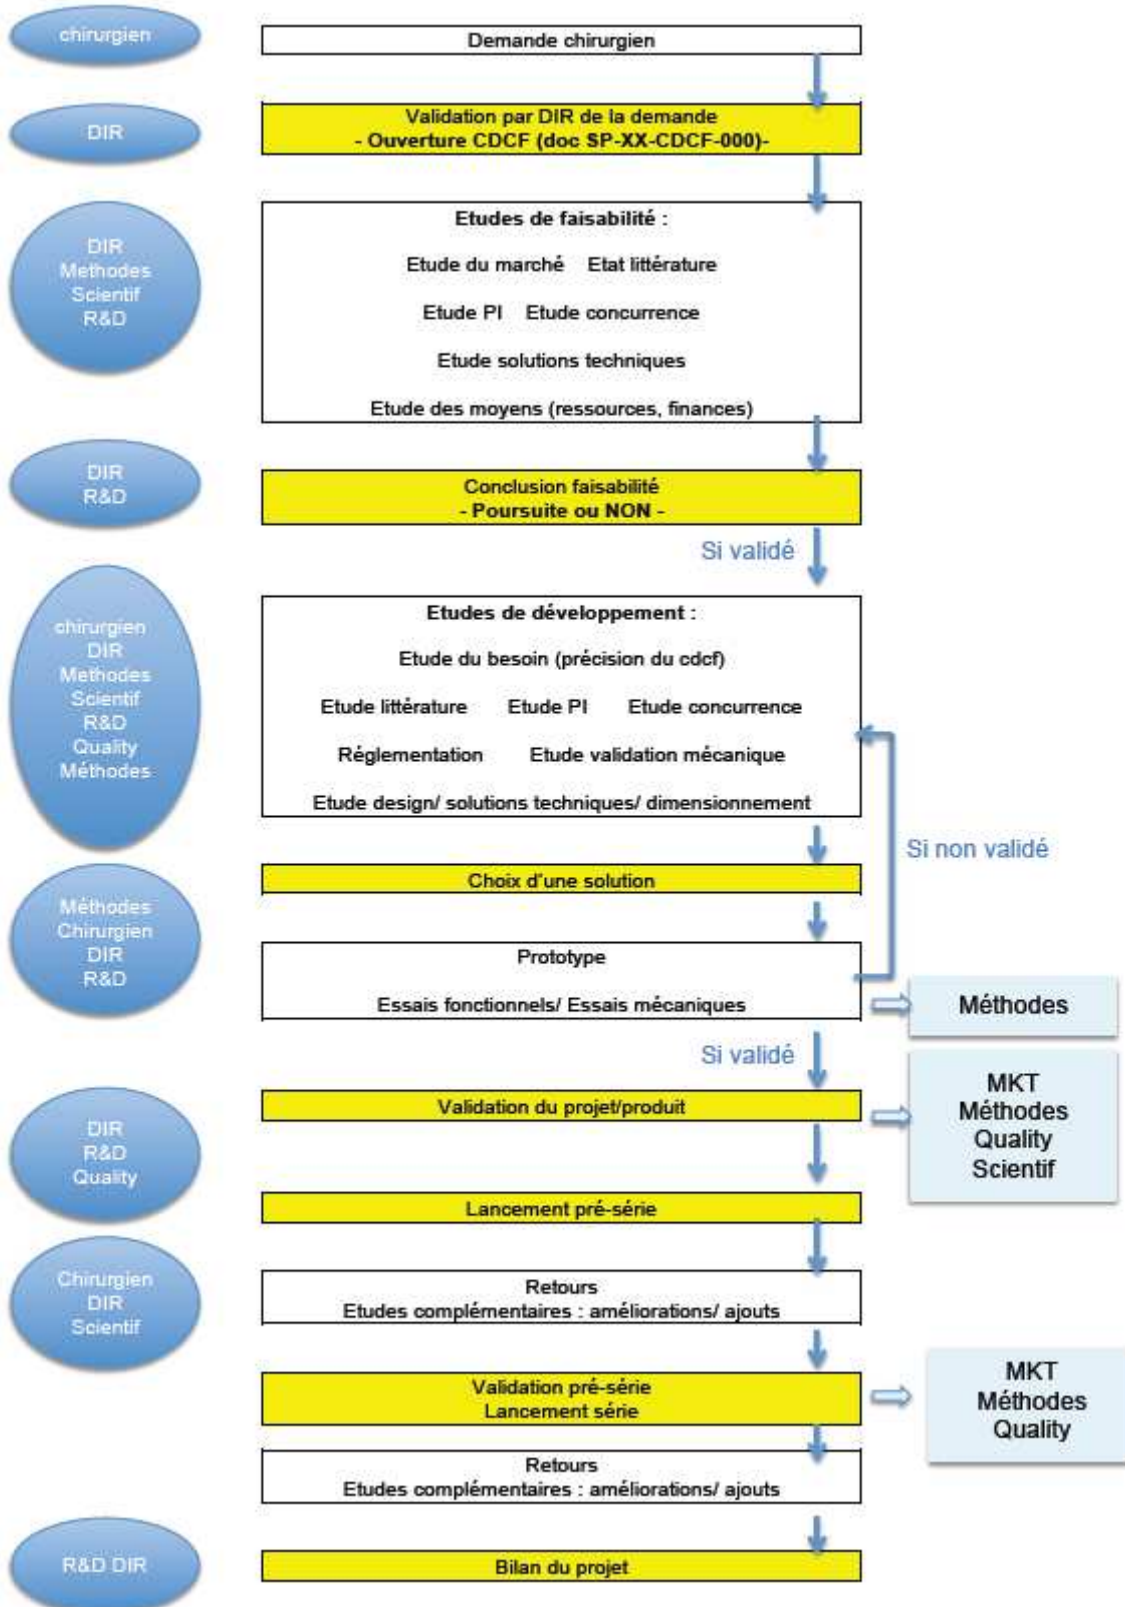 chirurgien
Demande chirurgien
DIR
Validation par DIR de la demande
- Ouverture CDCF (doc SP-XX-CDCF-000)-
DIR
Methodes
Scientif
R&D
Etudes de faisabilité :
Etude du marché Etat littérature
Etude PI Etude concurrence
Etude solutions techniques
Etude des moyens (ressources, finances)
DIR
R&D
Conclusion faisabilité
- Poursuite ou NON -
Si validé
chirurgien
DIR
Methodes
Scientif
R&D
Quality
Méthodes
Etudes de développement :
Etude du besoin (précision du cdcf)
Etude littérature Etude PI Etude concurrence
Réglementation Etude validation mécanique
Etude design/ solutions techniques/ dimensionnement
Si non validé
Choix d'une solution
Méthodes
Chirurgien
DIR
R&D
Prototype
Essais fonctionnels/ Essais mécaniques
Méthodes
Si validé
DIR
R&D
Quality
Validation du projet/produit
MKT
Méthodes
Quality
Scientif
Lancement pré-série
Chirurgien
DIR
Scientif
Retours
Etudes complémentaires : améliorations/ ajouts
Validation pré-série
Lancement série
MKT
Méthodes
Quality
Retours
Etudes complémentaires : améliorations/ ajouts
R&D DIR
Bilan du projet